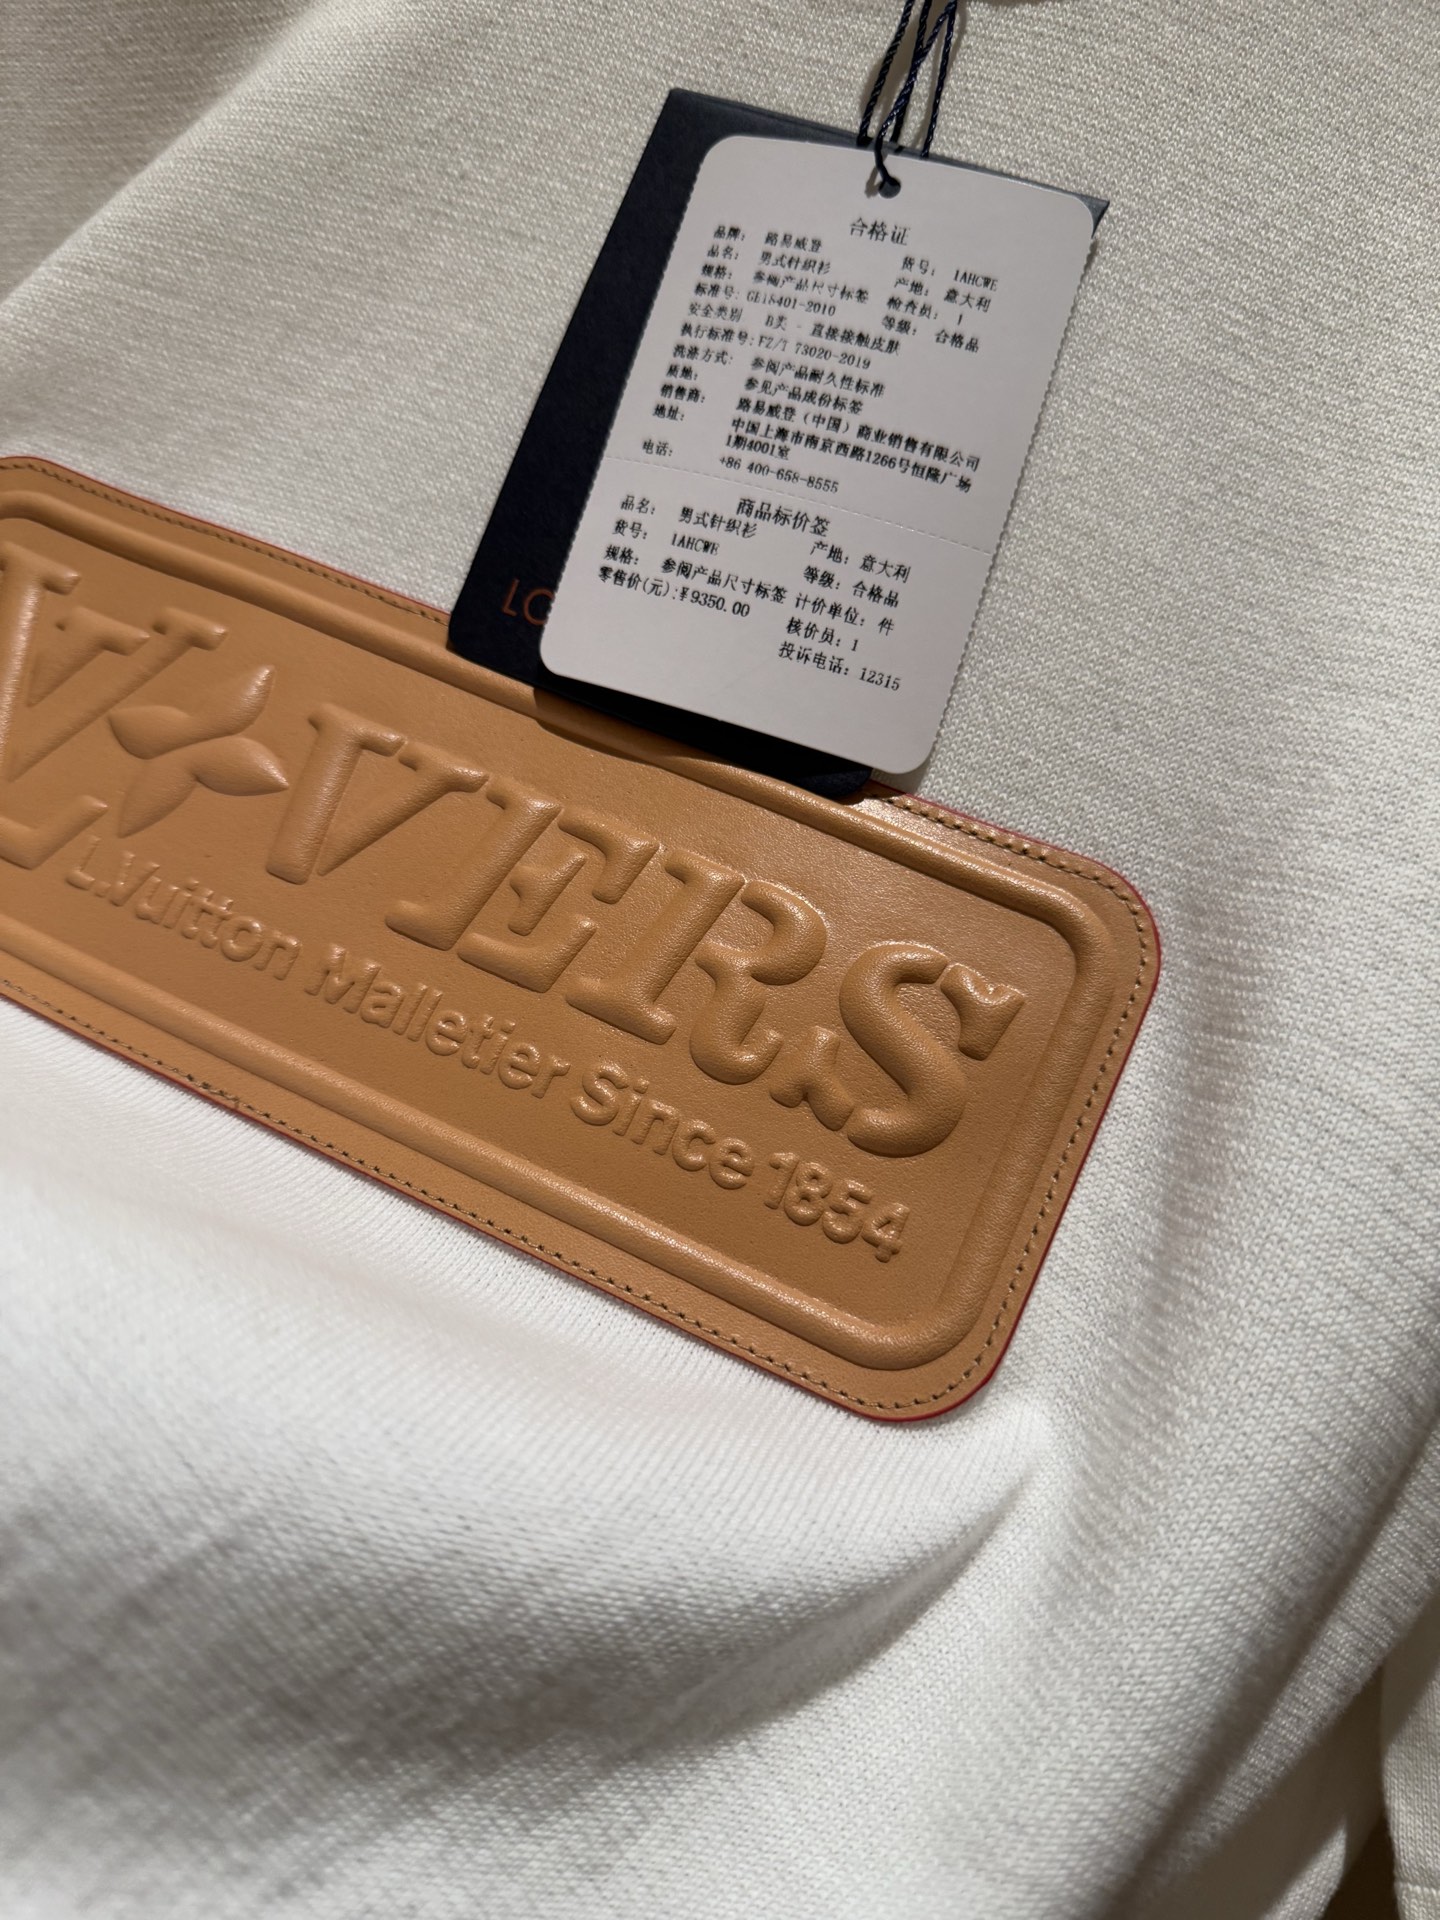 合格证
品牌： 路易威登
货号： 1AHCWE
品名： 男式针织衫
产地： 意大利
规格： 参阅产品尺寸标签
检查员： 1
标准号: GB18401-2010
等级： 合格品
安全类别 B类 - 直接接触皮肤
执行标准号: FZ/T 73020-2019
洗涤方式: 参阅产品耐久性标准
质地: 参见产品成份标签
销售商: 路易威登（中国）商业销售有限公司
地址: 中国上海市南京西路1266号恒隆广场
1期4001室
电话: +86 400-658-8555
商品标价签
品名： 男式针织衫
产地：意大利
货号： 1AHCWE
等级：合格品
规格： 参阅产品尺寸标签
计价单位：件
零售价(元):¥9350.00
核价员：1
投诉电话：12315
LO
LV VERS
L.Vuitton Malletier Since 1854